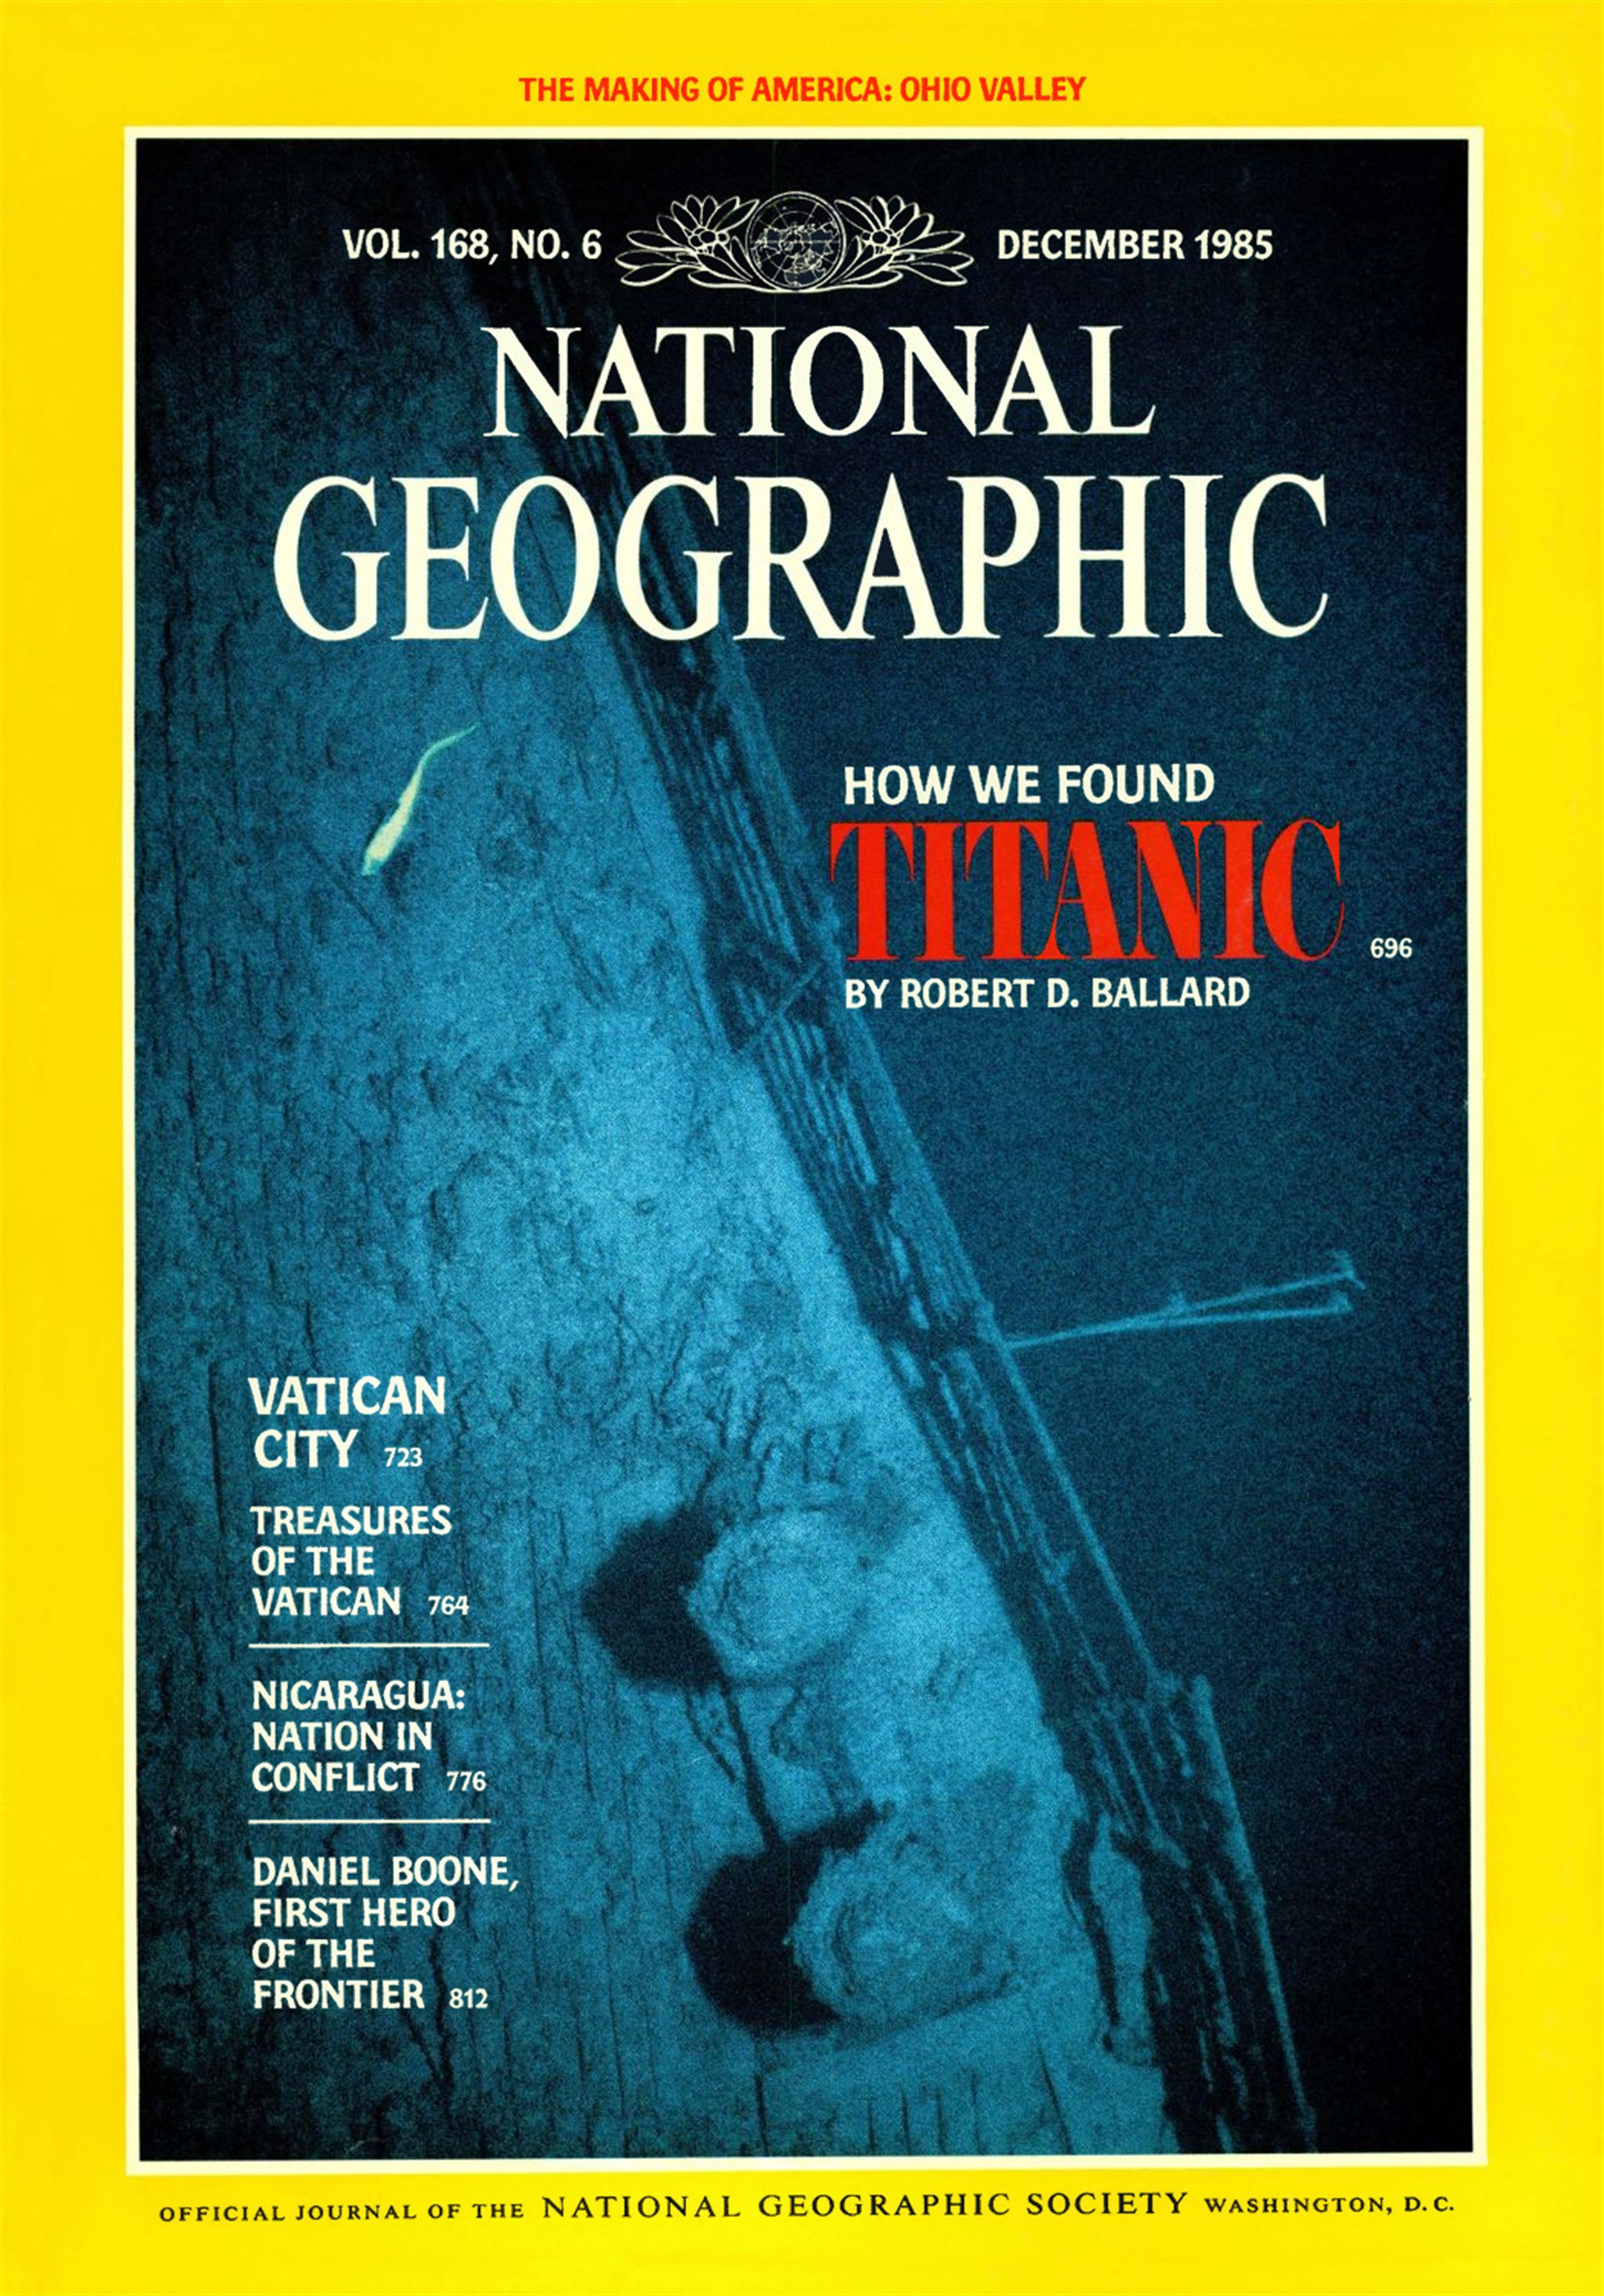 THE MAKING OF AMERICA: OHIO VALLEY
VOL. 168, NO. 6
DECEMBER 1985
NATIONAL
GEOGRAPHIC
HOW WE FOUND
TITANIC 696
BY ROBERT D. BALLARD
VATICAN
CITY 723
TREASURES
OF THE
VATICAN 764
NICARAGUA:
NATION IN
CONFLICT 776
DANIEL BOONE,
FIRST HERO
OF THE
FRONTIER 812
OFFICIAL JOURNAL OF THE NATIONAL GEOGRAPHIC SOCIETY WASHINGTON, D.C.